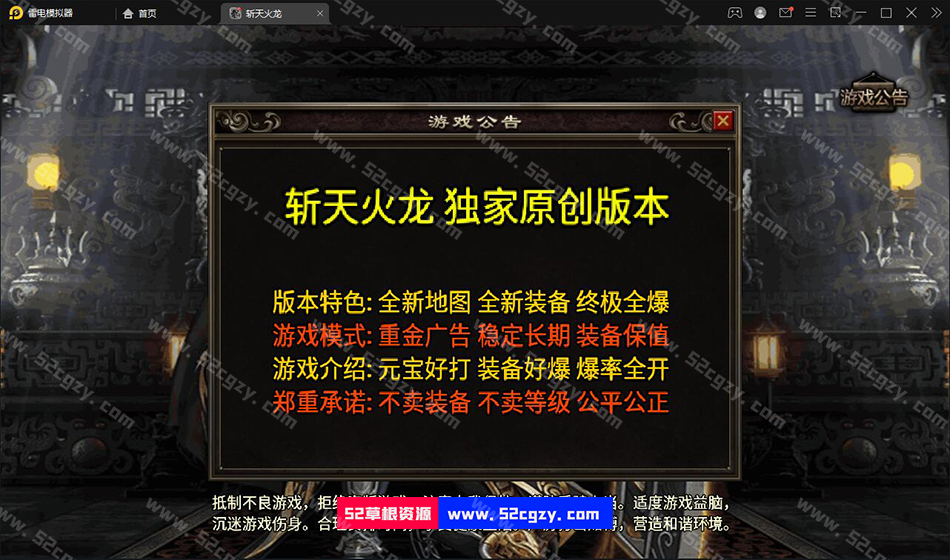 雷电模拟器 首页 斩天火龙
游戏公告
游戏公告
斩天火龙 独家原创版本
版本特色: 全新地图 全新装备 终极全爆
游戏模式: 重金广告 稳定长期 装备保值
游戏介绍: 元宝好打 装备好爆 爆率全开
郑重承诺: 不卖装备 不卖等级 公平公正
抵制不良游戏，拒绝 适度游戏益脑，
沉迷游戏伤身。合理 ，营造和谐环境。
52草根资源 www.52cgzy.com
www.52cgzy.com